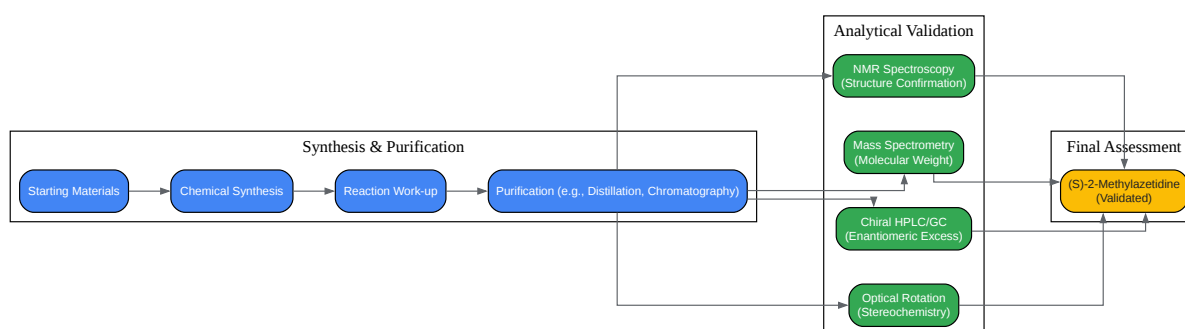 Analytical Validation
NMR Spectroscopy
(Structure Confirmation)
Synthesis & Purification
Mass Spectrometry
(Molecular Weight)
Final Assessment
Starting Materials
Chemical Synthesis
Reaction Work-up
Purification (e.g., Distillation, Chromatography)
(S)-2-Methylazetidine
(Validated)
Chiral HPLC/GC
(Enantiomeric Excess)
Optical Rotation
(Stereochemistry)